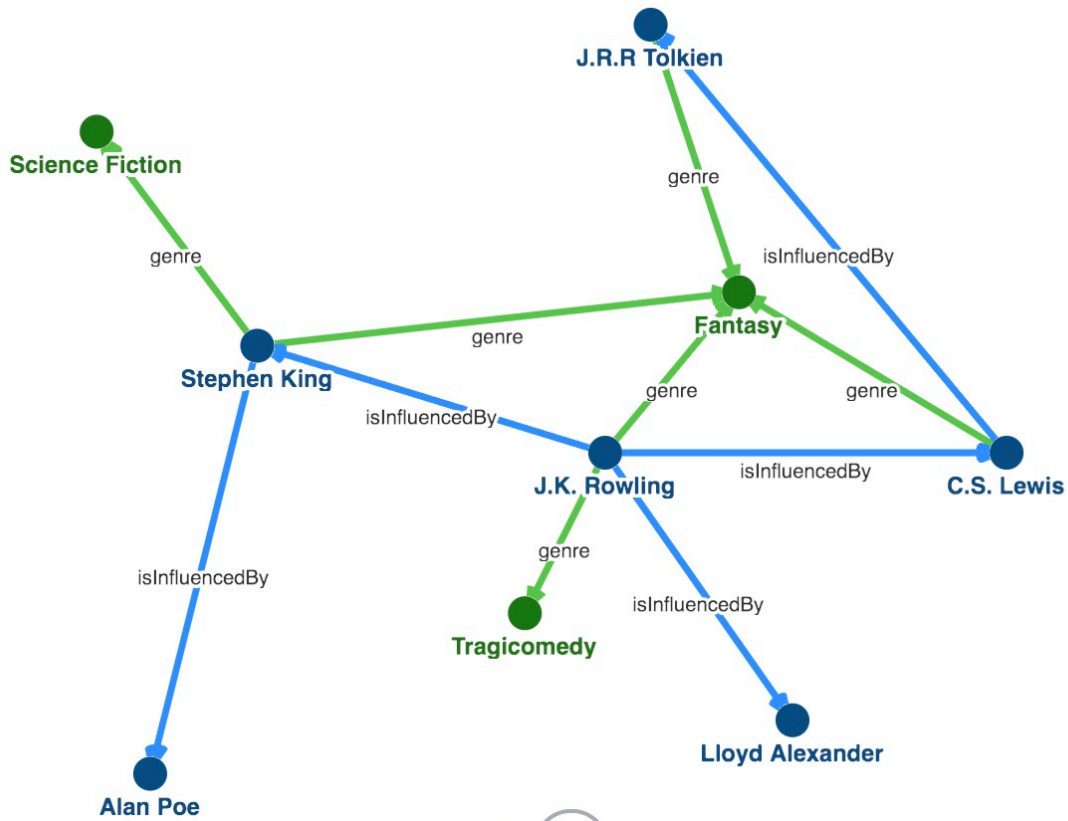 J.R.R Tolkien
Science Fiction
genre
genre
isInfluencedBy
Fantasy
genre
Stephen King
genre
genre
isInfluencedBy
isInfluencedBy
J.K. Rowling
C.S. Lewis
genre
isInfluencedBy
isInfluencedBy
Tragicomedy
Lloyd Alexander
Alan Poe